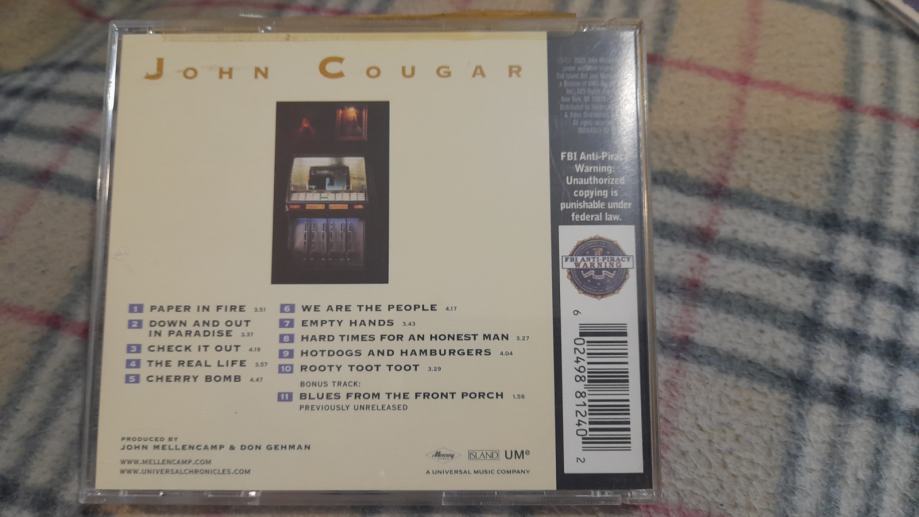 JOHN COUGAR
1 PAPER IN FIRE 3.51
2 DOWN AND OUT
IN PARADISE 3.37
3 CHECK IT OUT 4.19
4 THE REAL LIFE 3.57
5 CHERRY BOMB 4.47
6 WE ARE THE PEOPLE 4.17
7 EMPTY HANDS 3.43
8 HARD TIMES FOR AN HONEST MAN 3.27
9 HOTDOGS AND HAMBURGERS 4.04
10 ROOTY TOOT TOOT 3.29
BONUS TRACK:
11 BLUES FROM THE FRONT PORCH 1.58
PREVIOUSLY UNRELEASED
PRODUCED BY
JOHN MELLENCAMP & DON GEHMAN
WWW.MELLENCAMP.COM
WWW.UNIVERSALCHRONICLES.COM
Mercury ISLAND UMe
A UNIVERSAL MUSIC COMPANY
FBI Anti-Piracy
Warning:
Unauthorized
copying is
punishable under
federal law.
FBI ANTI-PIRACY
WARNING
6 02498 81240 2